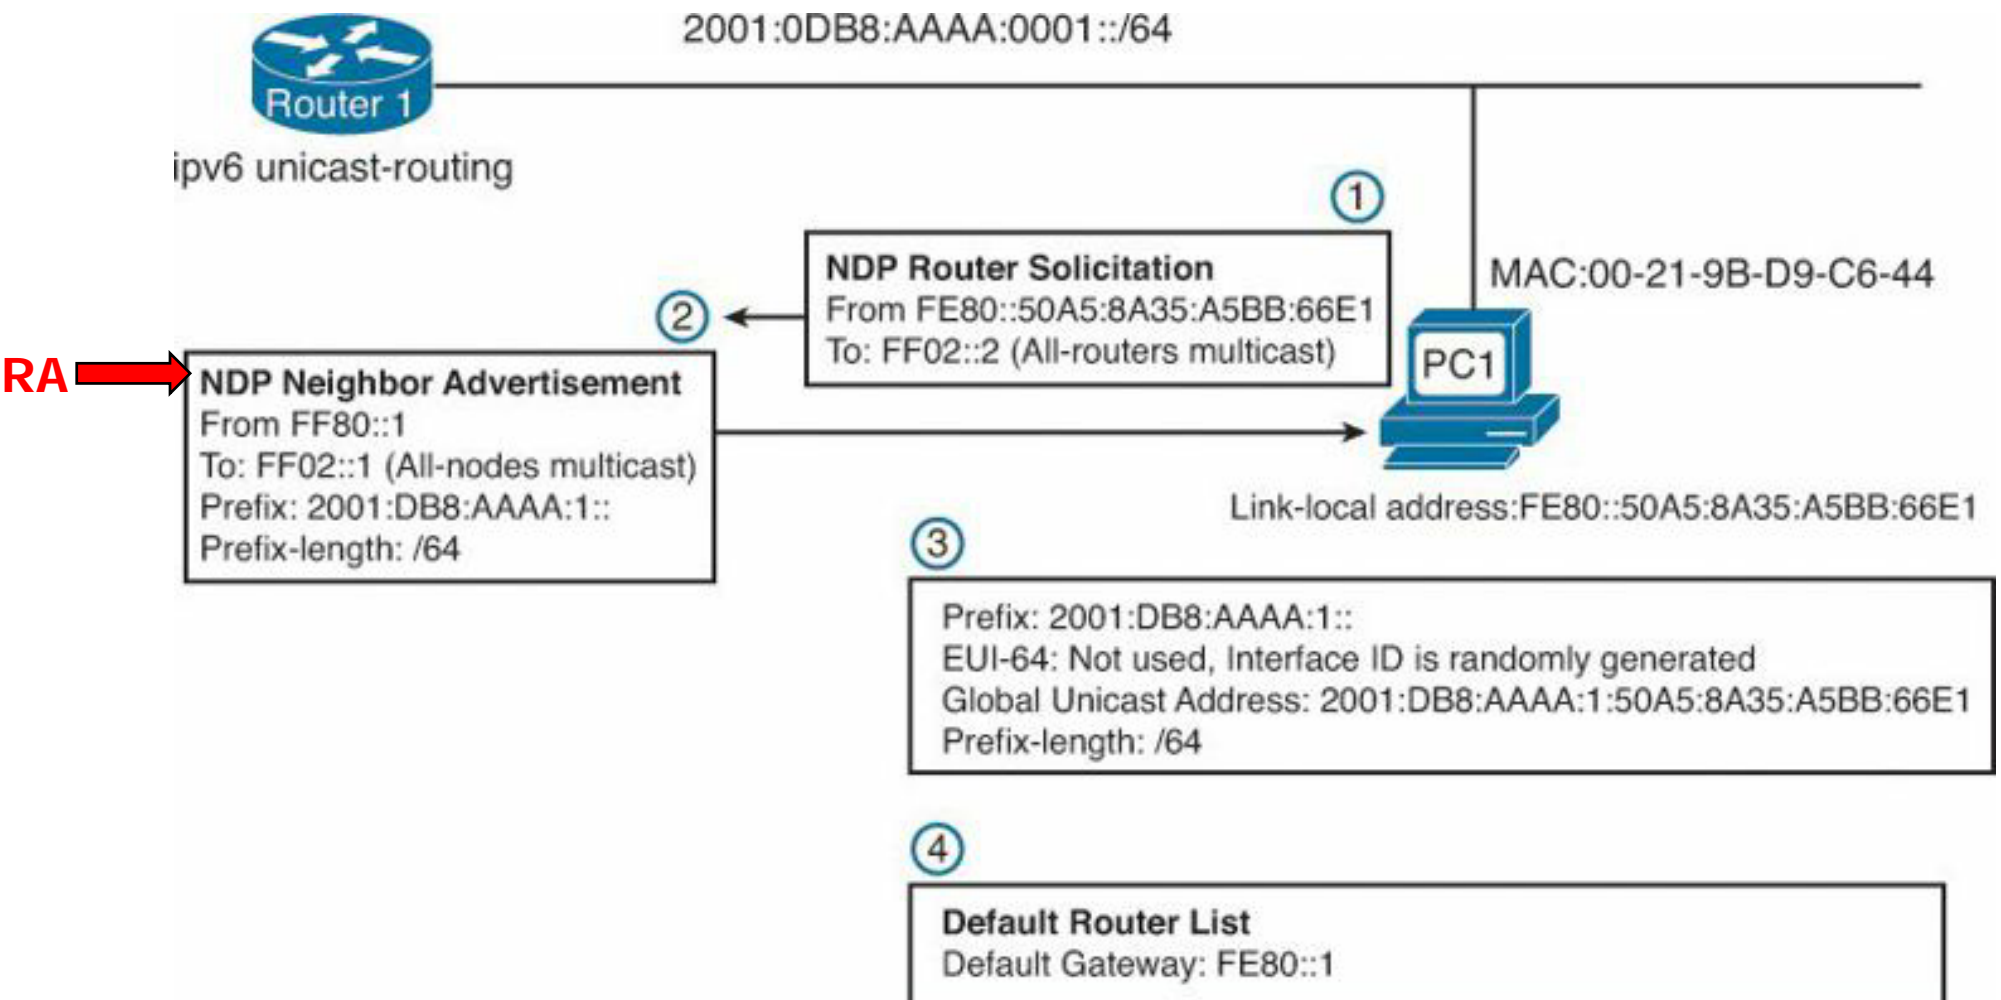 2001:0DB8:AAAA:0001::/64
Router 1
ipv6 unicast-routing
1
NDP Router Solicitation
From FE80::50A5:8A35:A5BB:66E1
To: FF02::2 (All-routers multicast)
MAC:00-21-9B-D9-C6-44
PC1
Link-local address:FE80::50A5:8A35:A5BB:66E1
2
RA
NDP Neighbor Advertisement
From FF80::1
To: FF02::1 (All-nodes multicast)
Prefix: 2001:DB8:AAAA:1::
Prefix-length: /64
3
Prefix: 2001:DB8:AAAA:1::
EUI-64: Not used, Interface ID is randomly generated
Global Unicast Address: 2001:DB8:AAAA:1:50A5:8A35:A5BB:66E1
Prefix-length: /64
4
Default Router List
Default Gateway: FE80::1